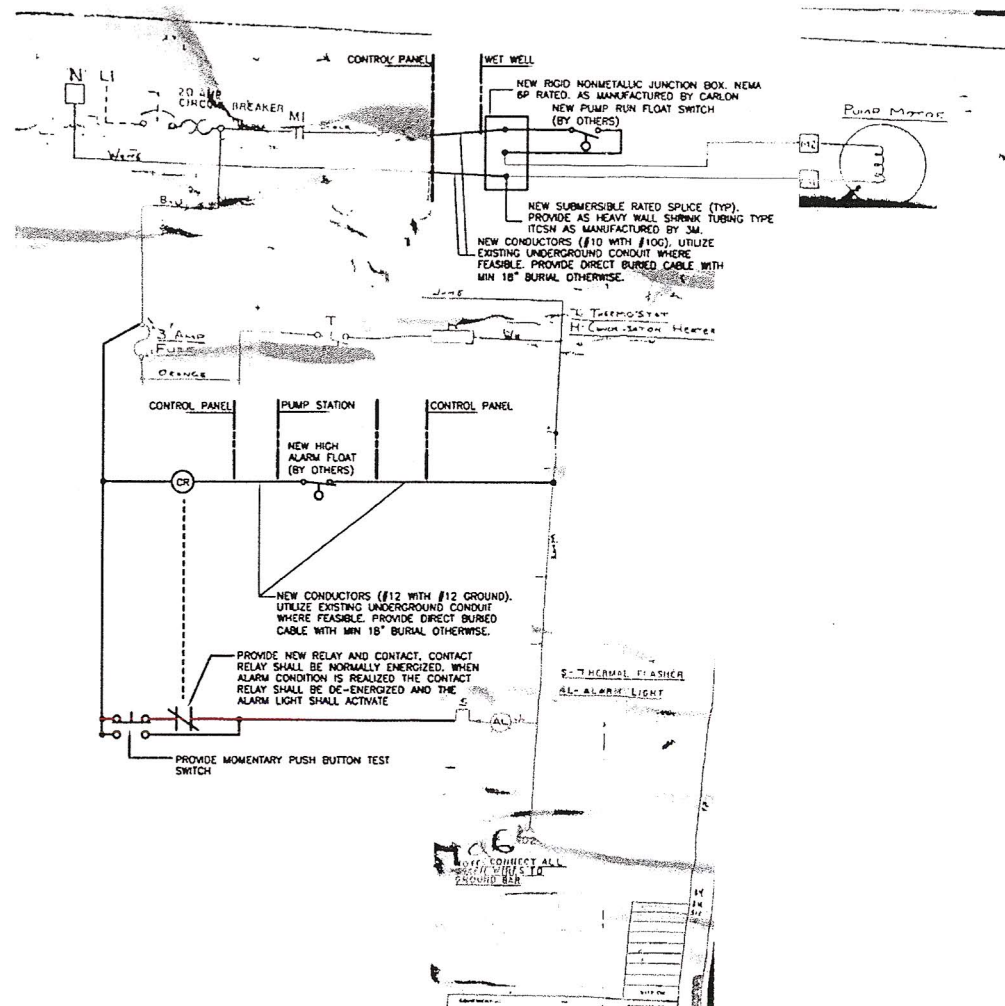 CONTROL PANEL
WET WELL
N L1
20 AMP
CIRCUIT BREAKER
M1
NEW RIGID NONMETALLIC JUNCTION BOX. NEMA
6P RATED. AS MANUFACTURED BY CARLON
NEW PUMP RUN FLOAT SWITCH
(BY OTHERS)
PUMP MOTOR
M2
NEW SUBMERSIBLE RATED SPLICE (TYP).
PROVIDE AS HEAVY WALL SHRINK TUBING TYPE
ITCSN AS MANUFACTURED BY 3M.
NEW CONDUCTORS (#10 WITH #10G). UTILIZE
EXISTING UNDERGROUND CONDUIT WHERE
FEASIBLE. PROVIDE DIRECT BURIED CABLE WITH
MIN 18" BURIAL OTHERWISE.
THERMOSTAT
HEATER
T
3 AMP
FUSE
ORANGE
CONTROL PANEL
PUMP STATION
CONTROL PANEL
NEW HIGH
ALARM FLOAT
(BY OTHERS)
CR
NEW CONDUCTORS (#12 WITH #12 GROUND).
UTILIZE EXISTING UNDERGROUND CONDUIT
WHERE FEASIBLE. PROVIDE DIRECT BURIED
CABLE WITH MIN 18" BURIAL OTHERWISE.
PROVIDE NEW RELAY AND CONTACT, CONTACT
RELAY SHALL BE NORMALLY ENERGIZED. WHEN
ALARM CONDITION IS REALIZED THE CONTACT
RELAY SHALL BE DE-ENERGIZED AND THE
ALARM LIGHT SHALL ACTIVATE
S-THERMAL FLASHER
AL-ALARM LIGHT
S
AL
PROVIDE MOMENTARY PUSH BUTTON TEST
SWITCH
CONNECT ALL
WIRES TO
GROUND BAR